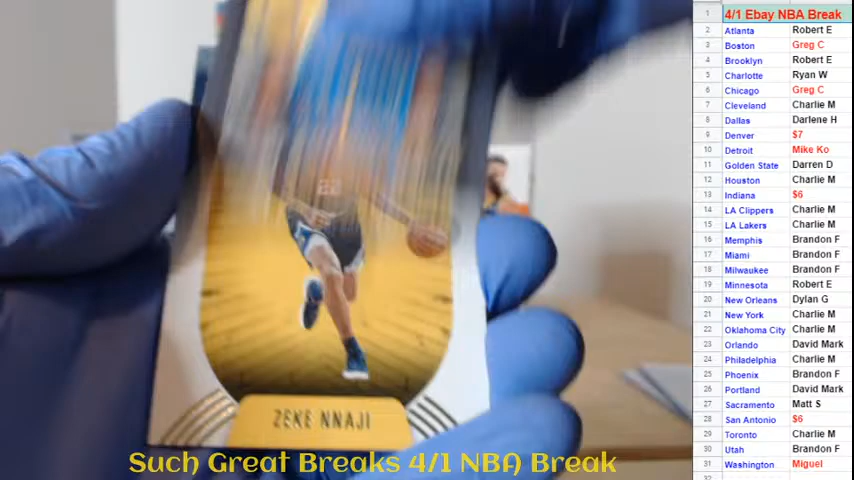 ZEKE NNAJI
Such Great Breaks 4/1 NBA Break
1 4/1 Ebay NBA Break
2 Atlanta Robert E
3 Boston Greg C
4 Brooklyn Robert E
5 Charlotte Ryan W
6 Chicago Greg C
7 Cleveland Charlie M
8 Dallas Darlene H
9 Denver $7
10 Detroit Mike Ko
11 Golden State Darren D
12 Houston Charlie M
13 Indiana $6
14 LA Clippers Charlie M
15 LA Lakers Charlie M
16 Memphis Brandon F
17 Miami Brandon F
18 Milwaukee Brandon F
19 Minnesota Robert E
20 New Orleans Dylan G
21 New York Charlie M
22 Oklahoma City Charlie M
23 Orlando David Mark
24 Philadelphia Charlie M
25 Phoenix Brandon F
26 Portland David Mark
27 Sacramento Matt S
28 San Antonio $6
29 Toronto Charlie M
30 Utah Brandon F
31 Washington Miguel
32